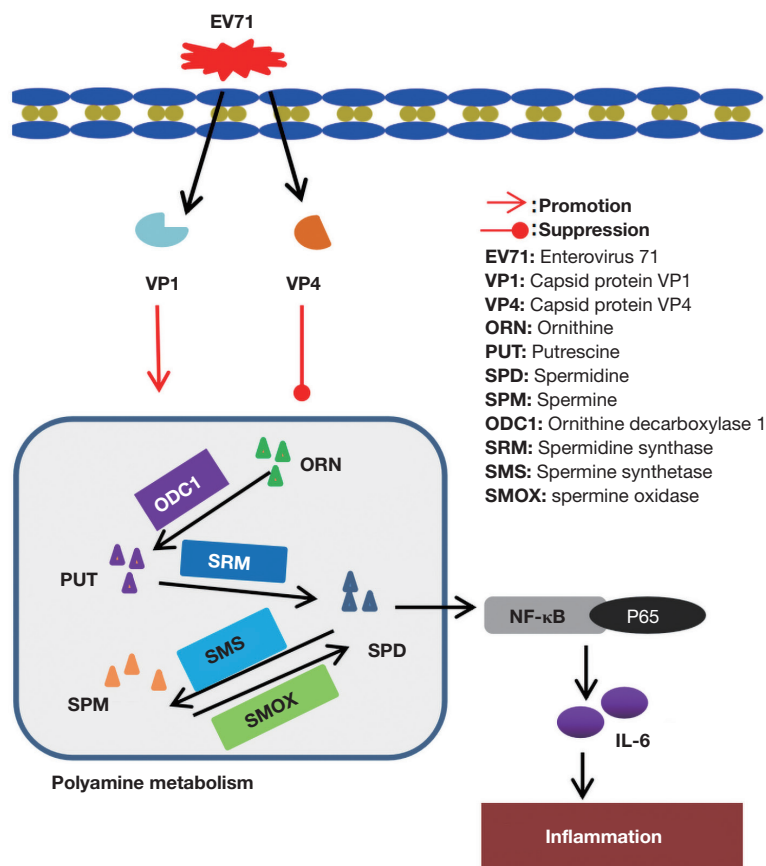 EV71
VP1
VP4
:Promotion
:Suppression
EV71: Enterovirus 71
VP1: Capsid protein VP1
VP4: Capsid protein VP4
ORN: Ornithine
PUT: Putrescine
SPD: Spermidine
SPM: Spermine
ODC1: Ornithine decarboxylase 1
SRM: Spermidine synthase
SMS: Spermine synthetase
SMOX: spermine oxidase
ORN
ODC1
PUT
SRM
SPD
SMS
SPM
SMOX
Polyamine metabolism
NF-κB
P65
IL-6
Inflammation